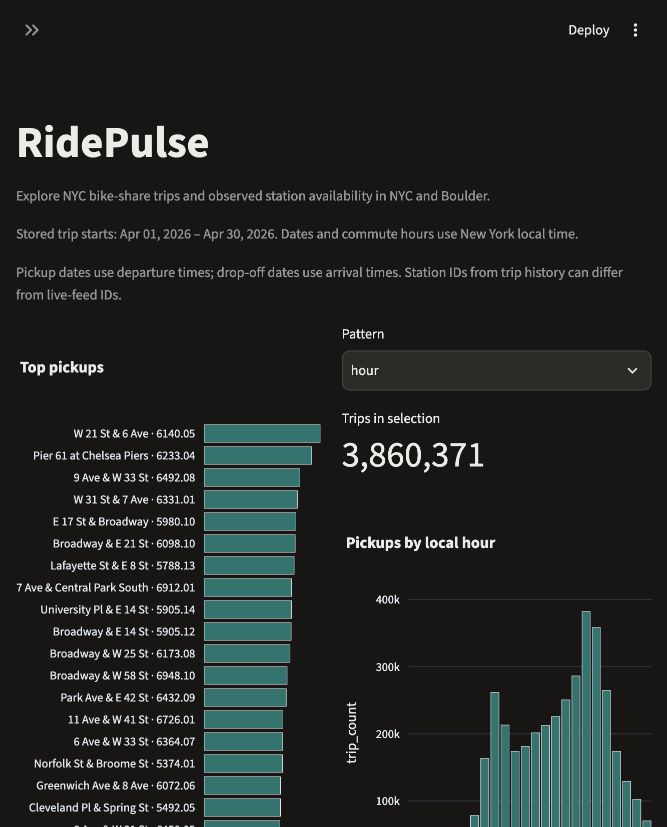 Deploy
RidePulse
Explore NYC bike-share trips and observed station availability in NYC and Boulder.
Stored trip starts: Apr 01, 2026 – Apr 30, 2026. Dates and commute hours use New York local time.
Pickup dates use departure times; drop-off dates use arrival times. Station IDs from trip history can differ
from live-feed IDs.
Top pickups
W 21 St & 6 Ave · 6140.05
Pier 61 at Chelsea Piers · 6233.04
9 Ave & W 33 St · 6492.08
W 31 St & 7 Ave · 6331.01
E 17 St & Broadway · 5980.10
Broadway & E 21 St · 6098.10
Lafayette St & E 8 St · 5788.13
7 Ave & Central Park South · 6912.01
University Pl & E 14 St · 5905.14
Broadway & E 14 St · 5905.12
Broadway & W 25 St · 6173.08
Broadway & W 58 St · 6948.10
Park Ave & E 42 St · 6432.09
11 Ave & W 41 St · 6726.01
6 Ave & W 33 St · 6364.07
Norfolk St & Broome St · 5374.01
Greenwich Ave & 8 Ave · 6072.06
Cleveland Pl & Spring St · 5492.05
Pattern
hour
Trips in selection
3,860,371
Pickups by local hour
400k
300k
200k
100k
trip_count